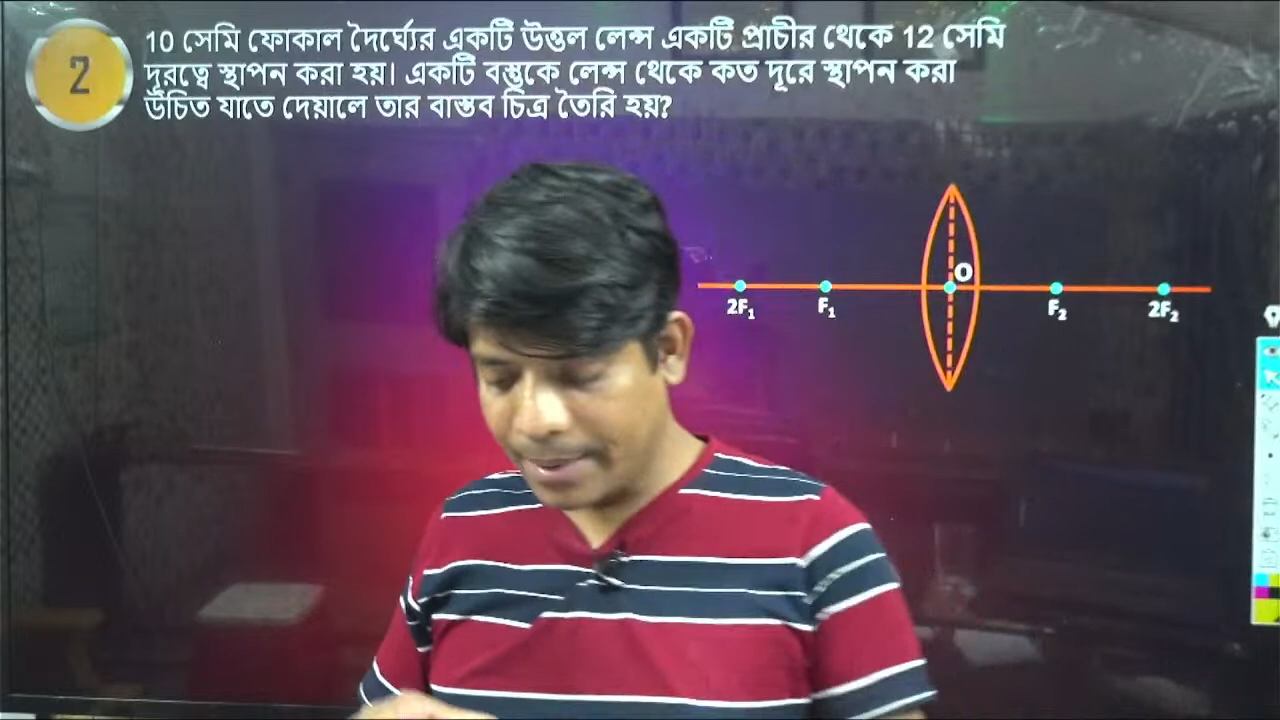 2
10 সেমি ফোকাল দৈর্ঘ্যের একটি উত্তল লেন্স একটি প্রাচীর থেকে 12 সেমি
দূরত্বে স্থাপন করা হয়। একটি বস্তুকে লেন্স থেকে কত দূরে স্থাপন করা
উচিত যাতে দেয়ালে তার বাস্তব চিত্র তৈরি হয়?
O
2F₁ F₁ F₂ 2F₂